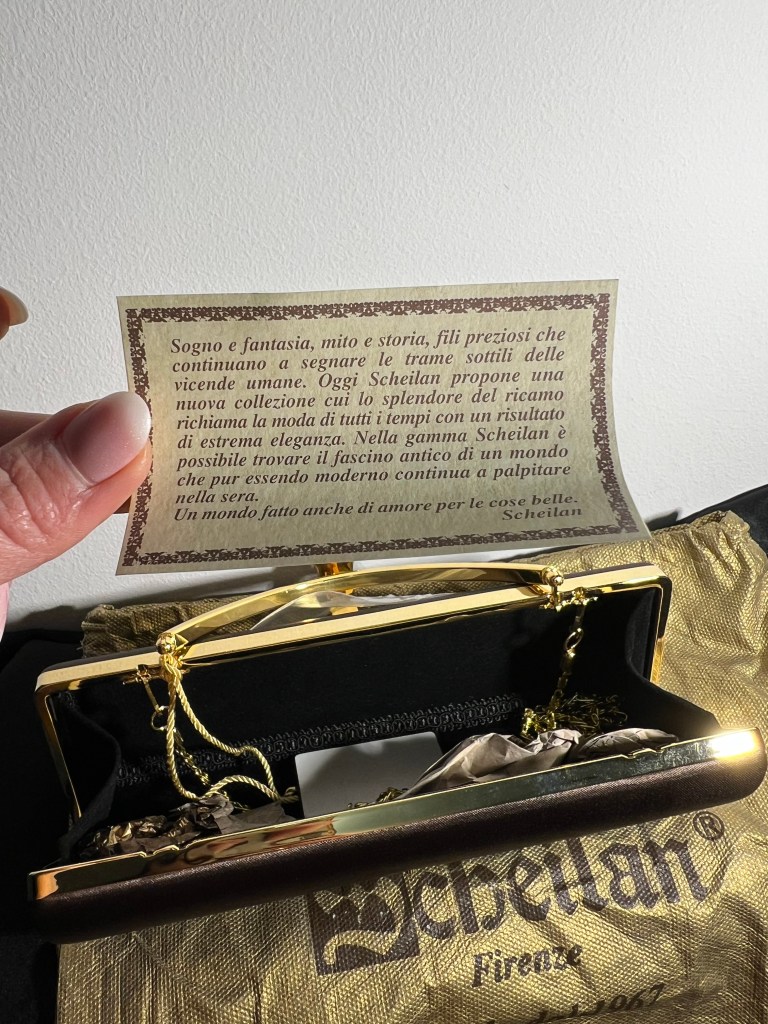 Sogno e fantasia, mito e storia, fili preziosi che
continuano a segnare le trame sottili delle
vicende umane. Oggi Scheilan propone una
nuova collezione cui lo splendore del ricamo
richiama la moda di tutti i tempi con un risultato
di estrema eleganza. Nella gamma Scheilan è
possibile trovare il fascino antico di un mondo
che pur essendo moderno continua a palpitare
nella sera.
Un mondo fatto anche di amore per le cose belle.
Scheilan
Scheilan®
Firenze
dal 1967